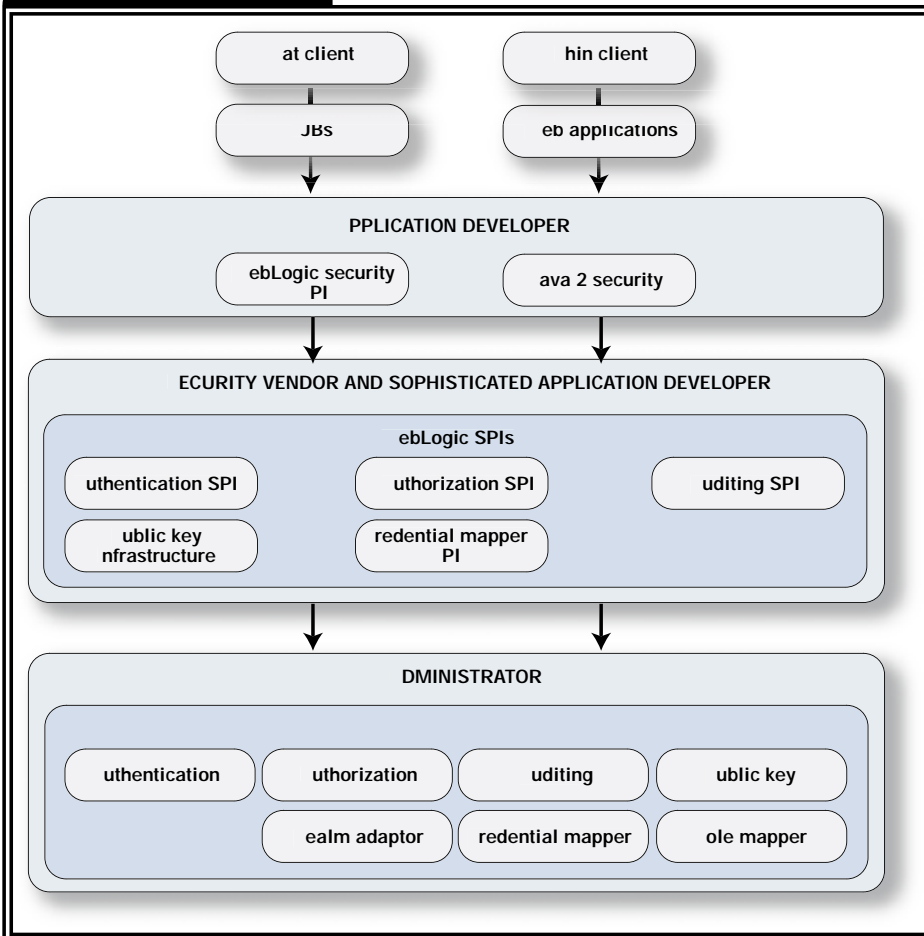 at client
hin client
JBs
eb applications
PPLICATION DEVELOPER
ebLogic security
PI
ava 2 security
ECURITY VENDOR AND SOPHISTICATED APPLICATION DEVELOPER
ebLogic SPIs
uthentication SPI
uthorization SPI
uditing SPI
ublic key
nfrastructure
redential mapper
PI
DMINISTRATOR
uthentication
uthorization
uditing
ublic key
ealm adaptor
redential mapper
ole mapper